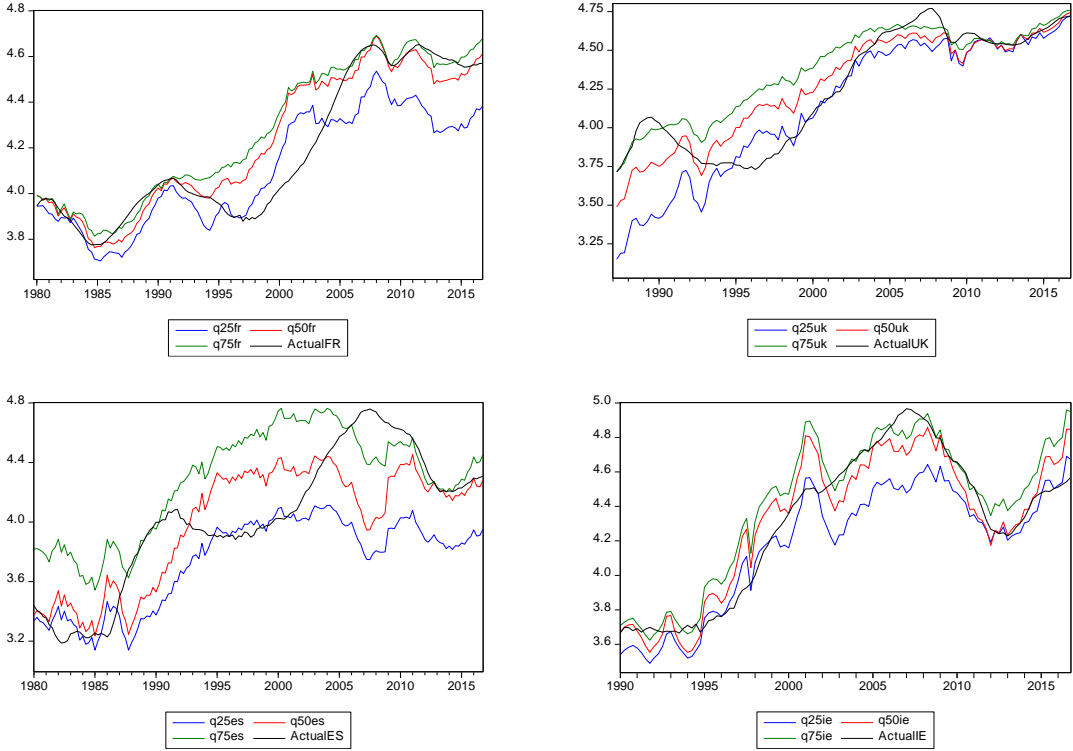 4.8
4.6
4.4
4.2
4.0
3.8
1980 1985 1990 1995 2000 2005 2010 2015
q25fr q50fr
q75fr ActualFR
4.75
4.50
4.25
4.00
3.75
3.50
3.25
1990 1995 2000 2005 2010 2015
q25uk q50uk
q75uk ActualUK
4.8
4.4
4.0
3.6
3.2
1980 1985 1990 1995 2000 2005 2010 2015
q25es q50es
q75es ActualES
5.0
4.8
4.6
4.4
4.2
4.0
3.8
3.6
1990 1995 2000 2005 2010 2015
q25ie q50ie
q75ie ActualIE